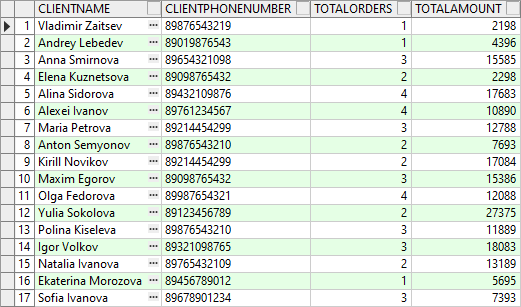 CLIENTNAME CLIENTPHONENUMBER TOTALORDERS TOTALAMOUNT
1 Vladimir Zaitsev ... 89876543219 1 2198
2 Andrey Lebedev ... 89019876543 1 4396
3 Anna Smirnova ... 89654321098 3 15585
4 Elena Kuznetsova ... 89098765432 2 2298
5 Alina Sidorova ... 89432109876 4 17683
6 Alexei Ivanov ... 89761234567 4 10890
7 Maria Petrova ... 89214454299 3 12788
8 Anton Semyonov ... 89876543210 2 7693
9 Kirill Novikov ... 89214454299 2 17084
10 Maxim Egorov ... 89098765432 3 15386
11 Olga Fedorova ... 89987654321 4 12088
12 Yulia Sokolova ... 89123456789 2 27375
13 Polina Kiseleva ... 89876543210 3 11889
14 Igor Volkov ... 89321098765 3 18083
15 Natalia Ivanova ... 89765432109 2 13189
16 Ekaterina Morozova ... 89456789012 1 5695
17 Sofia Ivanova ... 89678901234 3 7393